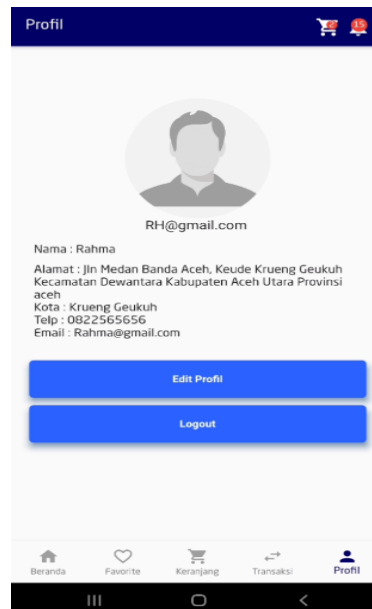 Profil
2
15
RH@gmail.com
Nama : Rahma
Alamat : Jln Medan Banda Aceh, Keude Krueng Geukuh
Kecamatan Dewantara Kabupaten Aceh Utara Provinsi
aceh
Kota : Krueng Geukuh
Telp : 0822565656
Email : Rahma@gmail.com
Edit Profil
Logout
Beranda
Favorite
Keranjang
Transaksi
Profil